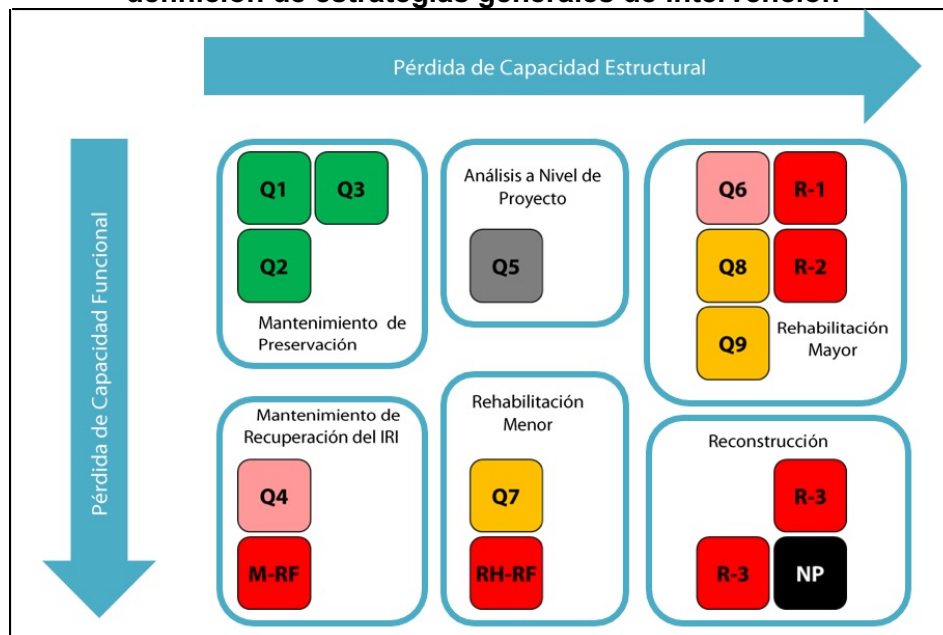 definición de estrategias generales de intervención
Pérdida de Capacidad Estructural
Pérdida de Capacidad Funcional
Q1
Q3
Q2
Mantenimiento de
Preservación
Análisis a Nivel de
Proyecto
Q5
Q6
R-1
Q8
R-2
Q9
Rehabilitación
Mayor
Mantenimiento de
Recuperación del IRI
Q4
M-RF
Rehabilitación
Menor
Q7
RH-RF
Reconstrucción
R-3
R-3
NP